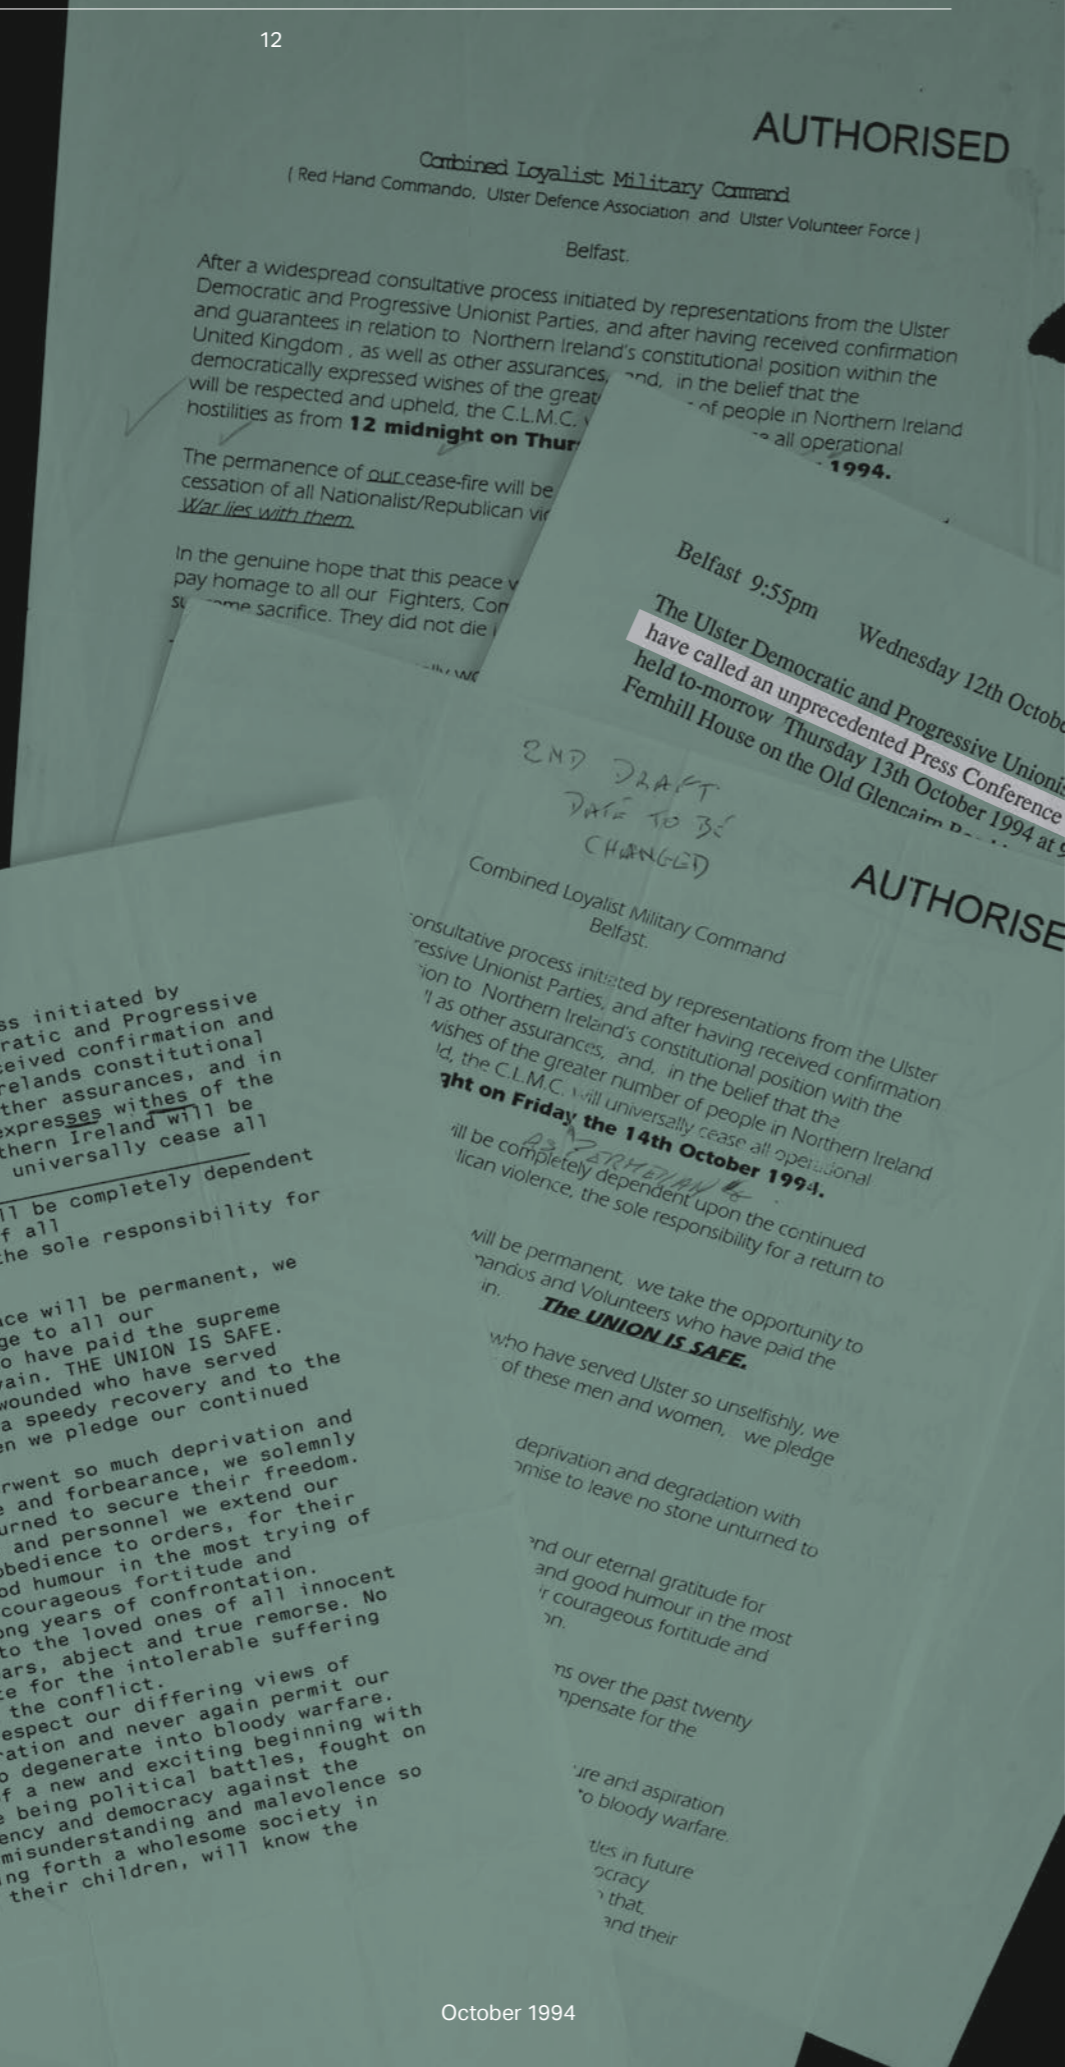 12
AUTHORISED
Combined Loyalist Military Command
( Red Hand Commando, Ulster Defence Association and Ulster Volunteer Force )
Belfast.
After a widespread consultative process initiated by representations from the Ulster
Democratic and Progressive Unionist Parties, and after having received confirmation
and guarantees in relation to Northern Ireland's constitutional position within the
United Kingdom , as well as other assurances, and, in the belief that the
democratically expressed wishes of the great of people in Northern Ireland
will be respected and upheld, the C.L.M.C. all operational
hostilities as from 12 midnight on Thur 1994.
The permanence of our cease-fire will be
cessation of all Nationalist/Republican vio
War lies with them.
In the genuine hope that this peace
pay homage to all our Fighters, Com
sacrifice. They did not die
Belfast 9:55pm Wednesday 12th Octobe
The Ulster Democratic and Progressive Unionis
have called an unprecedented Press Conference
held to-morrow Thursday 13th October 1994 at 9
Fernhill House on the Old Glencairn
2ND DRAFT
DATE TO BE
CHANGED
AUTHORISE
Combined Loyalist Military Command
Belfast.
onsultative process initiated by representations from the Ulster
ressive Unionist Parties, and after having received confirmation
ion to Northern Ireland's constitutional position with the
ll as other assurances, and, in the belief that the
wishes of the greater number of people in Northern Ireland
ld, the C.L.M.C. will universally cease all operational
ght on Friday the 14th October 1994.
ill be completely dependent upon the continued
lican violence, the sole responsibility for a return to
will be permanent, we take the opportunity to
mandos and Volunteers who have paid the
in. The UNION IS SAFE.
who have served Ulster so unselfishly, we
of these men and women, we pledge
deprivation and degradation with
omise to leave no stone unturned to
end our eternal gratitude for
and good humour in the most
ir courageous fortitude and
on.
ns over the past twenty
mpensate for the
ure and aspiration
to bloody warfare.
tles in future
ocracy
that,
and their
ss initiated by
ratic and Progressive
ceived confirmation and
relands constitutional
ther assurances, and in
expresses withes of the
thern Ireland will be
universally cease all
ll be completely dependent
f all
the sole responsibility for
ace will be permanent, we
ge to all our
o have paid the supreme
vain. THE UNION IS SAFE.
wounded who have served
a speedy recovery and to the
en we pledge our continued
rwent so much deprivation and
e and forbearance, we solemnly
urned to secure their freedom.
and personnel we extend our
obedience to orders, for their
od humour in the most trying of
courageous fortitude and
ong years of confrontation.
to the loved ones of all innocent
ars, abject and true remorse. No
te for the intolerable suffering
the conflict.
espect our differing views of
ration and never again permit our
o degenerate into bloody warfare.
f a new and exciting beginning with
e being political battles, fought on
ency and democracy against the
misunderstanding and malevolence so
ing forth a wholesome society in
their children, will know the
October 1994